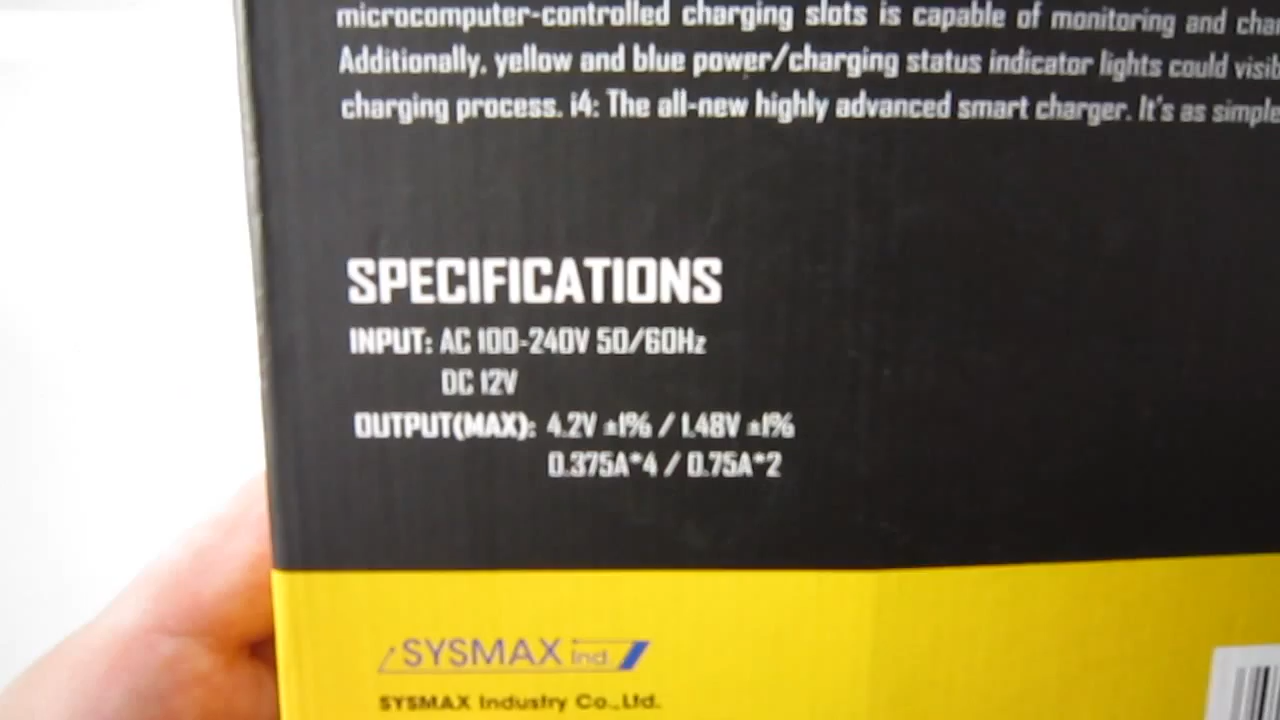 microcomputer-controlled charging slots is capable of monitoring and
Additionally, yellow and blue power/charging status indicator lights could
charging process. i4: The all-new highly advanced smart charger. It's as simple
SPECIFICATIONS
INPUT: AC 100-240V 50/60Hz
DC 12V
OUTPUT(MAX): 4.2V ±1% / 1.48V ±1%
0.375A*4 / 0.75A*2
SYSMAX Ind.
SYSMAX Industry Co.,Ltd.